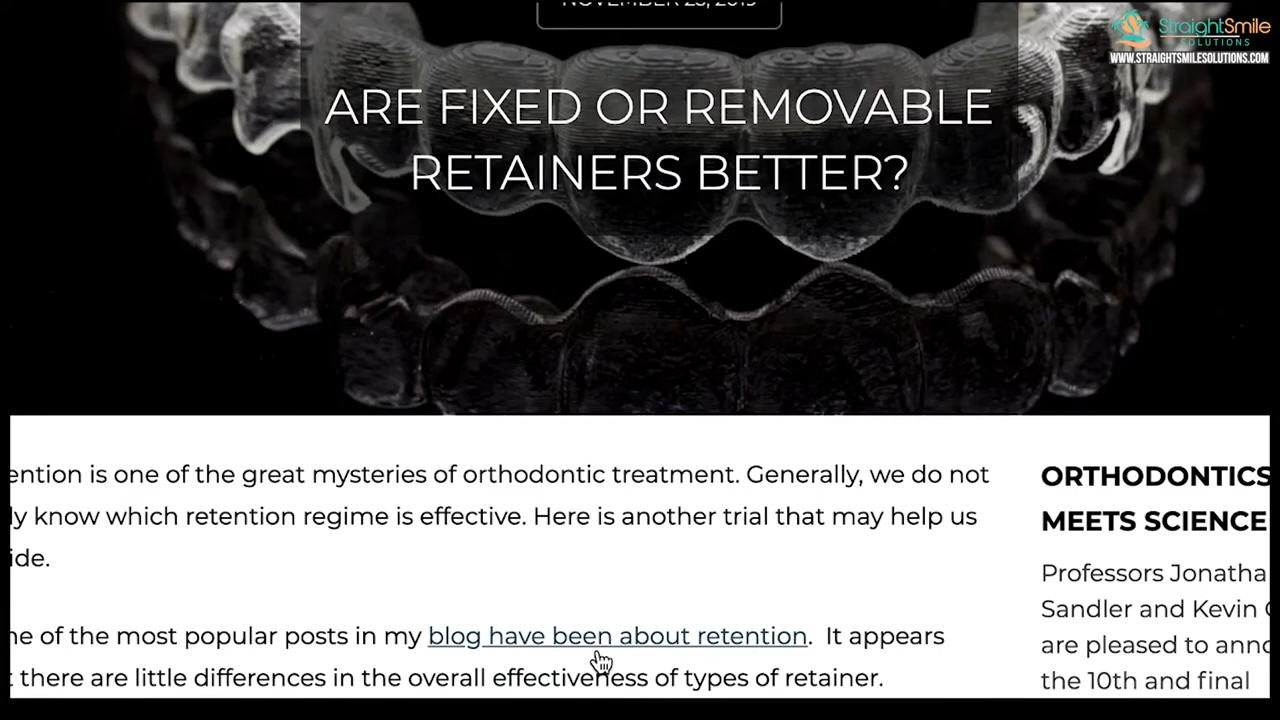 NOVEMBER 25, 2019
StraightSmile
SOLUTIONS
WWW.STRAIGHTSMILESOLUTIONS.COM
ARE FIXED OR REMOVABLE
RETAINERS BETTER?
ention is one of the great mysteries of orthodontic treatment. Generally, we do not
ly know which retention regime is effective. Here is another trial that may help us
ide.
ne of the most popular posts in my blog have been about retention. It appears
t there are little differences in the overall effectiveness of types of retainer.
ORTHODONTICS
MEETS SCIENCE
Professors Jonatha
Sandler and Kevin
are pleased to anno
the 10th and final